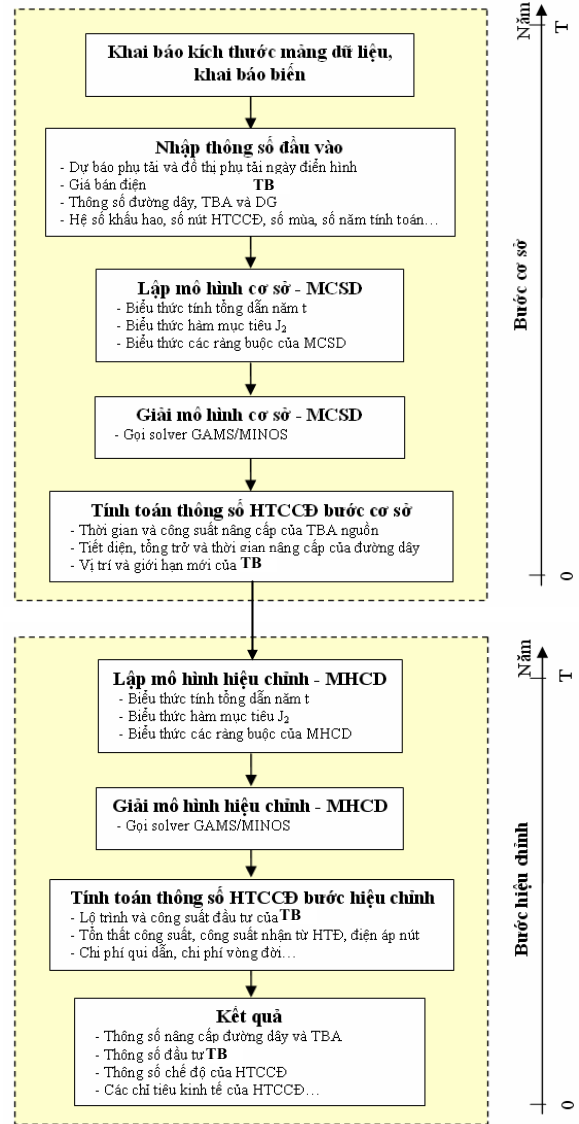 Khai báo kích thước mảng dữ liệu,
khai báo biến
Nhập thông số đầu vào
- Dự báo phụ tải và đồ thị phụ tải ngày điển hình
- Giá bán điện TB
- Thông số đường dây, TBA và DG
- Hệ số khấu hao, số nút HTCCĐ, số mùa, số năm tính toán…
Lập mô hình cơ sở - MCSD
- Biểu thức tính tổng dẫn năm t
- Biểu thức hàm mục tiêu J₂
- Biểu thức các ràng buộc của MCSD
Giải mô hình cơ sở - MCSD
- Gọi solver GAMS/MINOS
Tính toán thông số HTCCĐ bước cơ sở
- Thời gian và công suất nâng cấp của TBA nguồn
- Tiết diện, tổng trở và thời gian nâng cấp của đường dây
- Vị trí và giới hạn mới của TB
Năm
T
Bước cơ sở
0
Lập mô hình hiệu chỉnh - MHCD
- Biểu thức tính tổng dẫn năm t
- Biểu thức hàm mục tiêu J₂
- Biểu thức các ràng buộc của MHCD
Giải mô hình hiệu chỉnh - MHCD
- Gọi solver GAMS/MINOS
Tính toán thông số HTCCĐ bước hiệu chỉnh
- Lộ trình và công suất đầu tư của TB
- Tổn thất công suất, công suất nhận từ HTĐ, điện áp nút
- Chi phí qui dẫn, chi phí vòng đời…
Kết quả
- Thông số nâng cấp đường dây và TBA
- Thông số đầu tư TB
- Thông số chế độ của HTCCĐ
- Các chỉ tiêu kinh tế của HTCCĐ…
Năm
T
Bước hiệu chỉnh
0